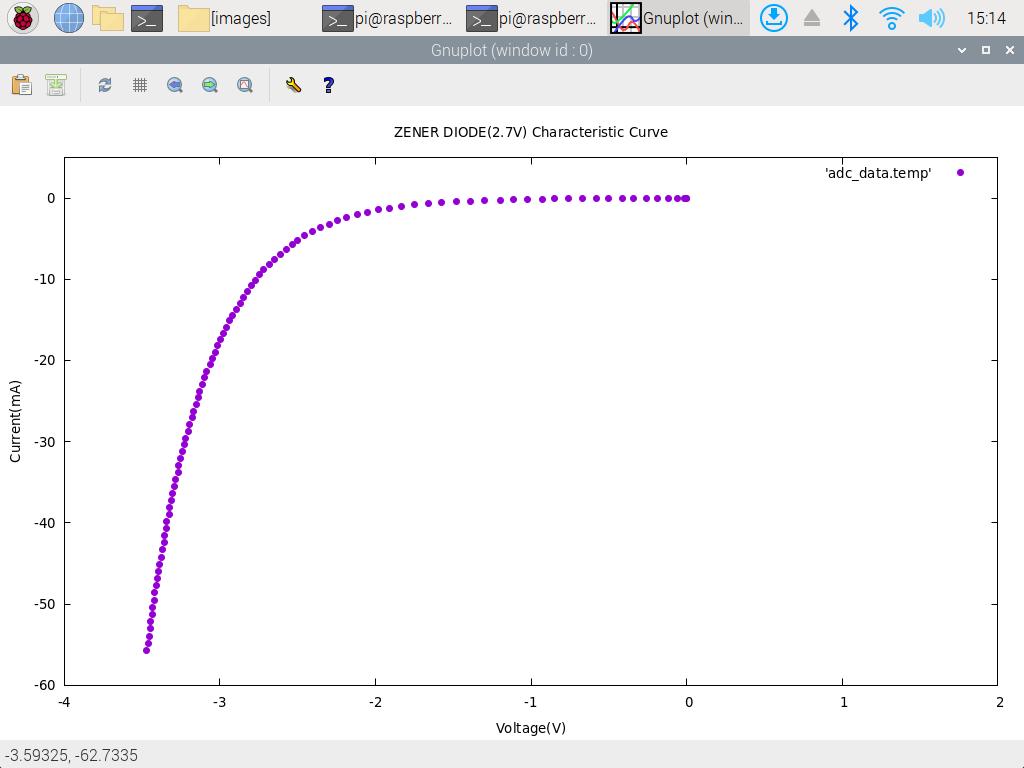 [images]
pi@raspberr...
pi@raspberr...
Gnuplot (win...
15:14
Gnuplot (window id : 0)
ZENER DIODE(2.7V) Characteristic Curve
'adc_data.temp'
0
-10
-20
-30
-40
-50
-60
Current(mA)
-4
-3
-2
-1
0
1
2
Voltage(V)
-3.59325, -62.7335